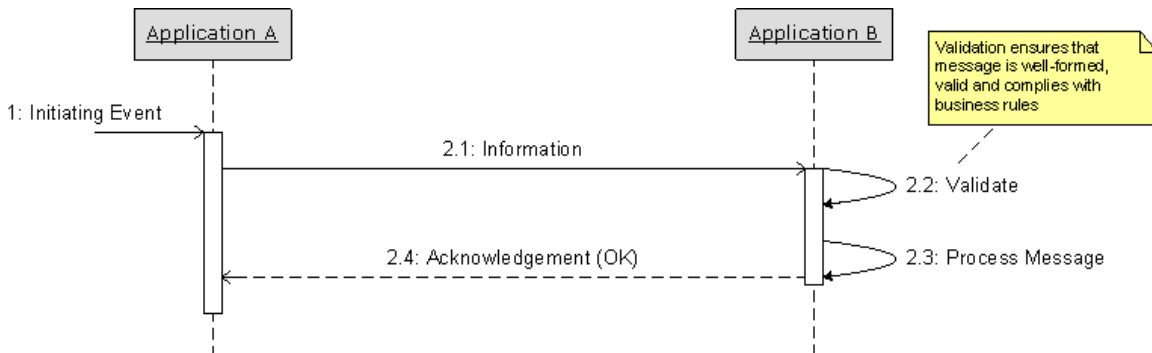 Application A
Application B
Validation ensures that
message is well-formed,
valid and complies with
business rules
1: Initiating Event
2.1: Information
2.2: Validate
2.4: Acknowledgement (OK)
2.3: Process Message